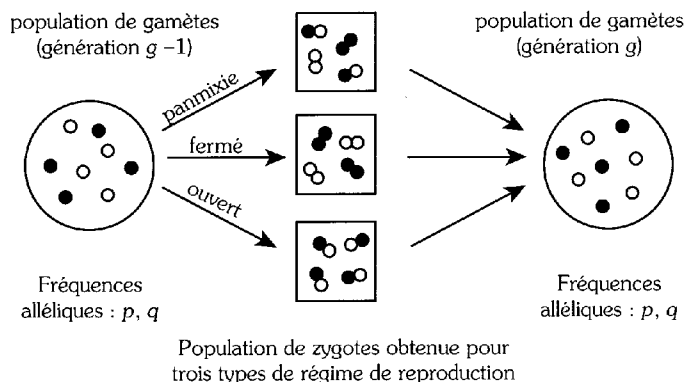 population de gamètes
(génération g –1)
panmixie
fermé
ouvert
population de gamètes
(génération g)
Fréquences
alléliques : p, q
Fréquences
alléliques : p, q
Population de zygotes obtenue pour
trois types de régime de reproduction